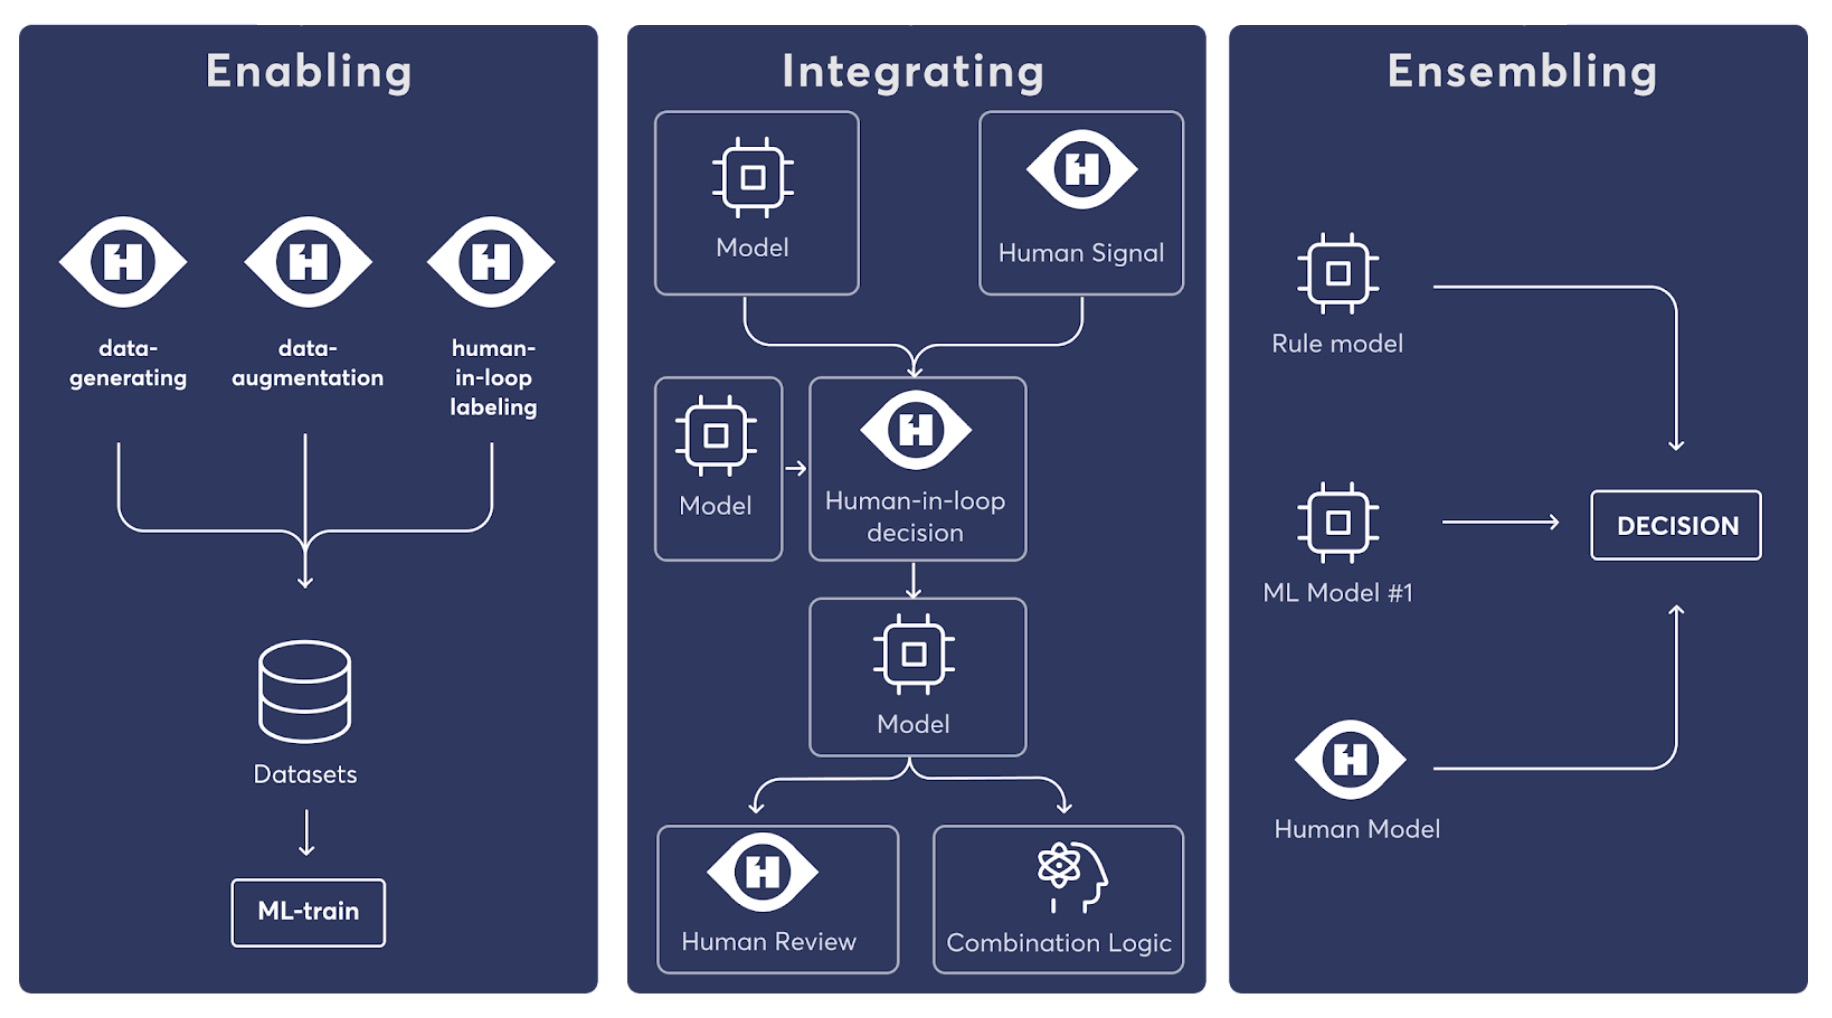 Enabling
data-
generating
data-
augmentation
human-
in-loop
labeling
Datasets
ML-train
Integrating
Model
Human Signal
Model
Human-in-loop
decision
Model
Human Review
Combination Logic
Ensembling
Rule model
ML Model #1
DECISION
Human Model